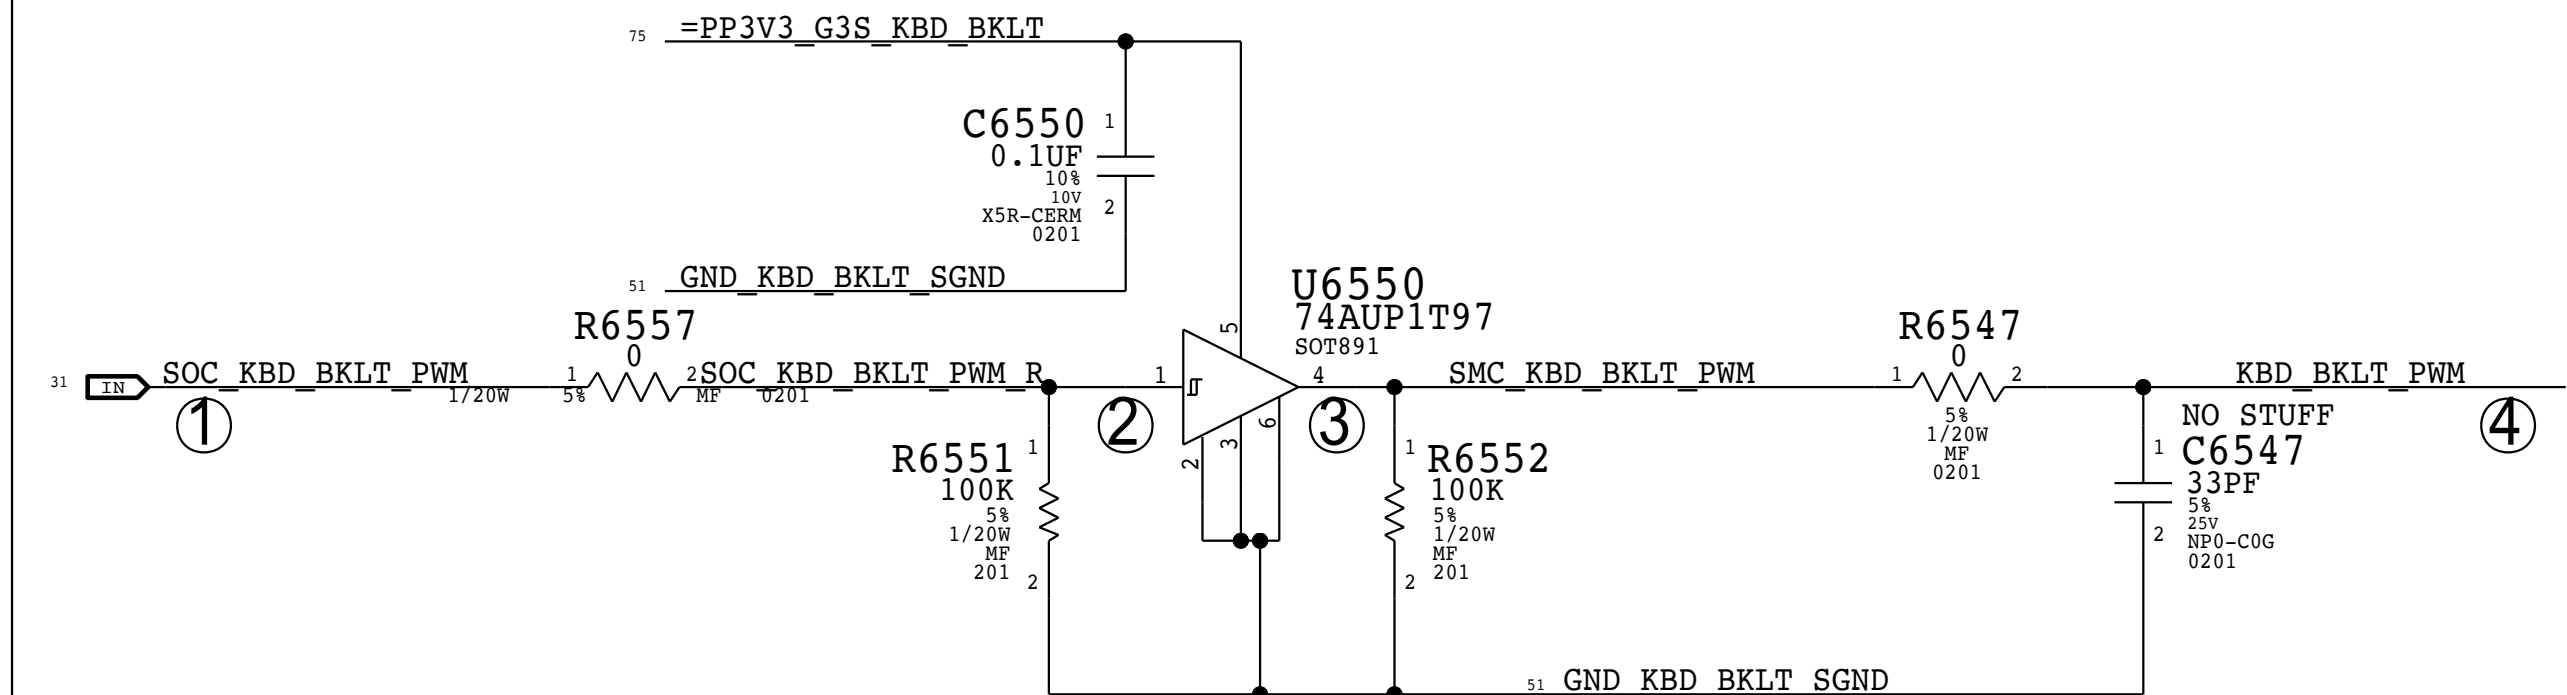 75 =PP3V3_G3S_KBD_BKLT
C6550 1
0.1UF
10%
10V
X5R-CERM 2
0201
51 GND_KBD_BKLT_SGND
U6550
74AUP1T97
SOT891
5
R6557
0
R6547
0
31 IN SOC_KBD_BKLT_PWM 1 2 SOC_KBD_BKLT_PWM_R 1 4 SMC_KBD_BKLT_PWM 1 2 KBD_BKLT_PWM
1/20W 5% MF 0201
1 2 3 4
2 3 6
5%
1/20W
MF
0201
R6551 1
100K
5%
1/20W
MF
201 2
1 R6552
100K
5%
1/20W
MF
2 201
NO STUFF
1 C6547
33PF
5%
25V
2 NP0-C0G
0201
51 GND KBD BKLT SGND